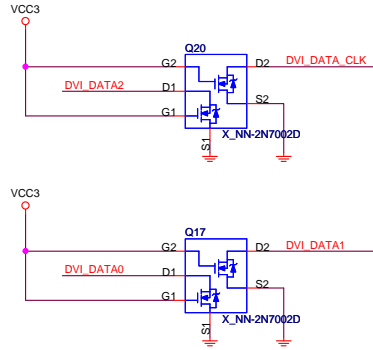 VCC3
Q20
G2 D2 DVI_DATA_CLK
DVI_DATA2 D1
S2
G1
S1
X_NN-2N7002D
VCC3
Q17
G2 D2 DVI_DATA1
DVI_DATA0 D1
S2
G1
S1
X_NN-2N7002D